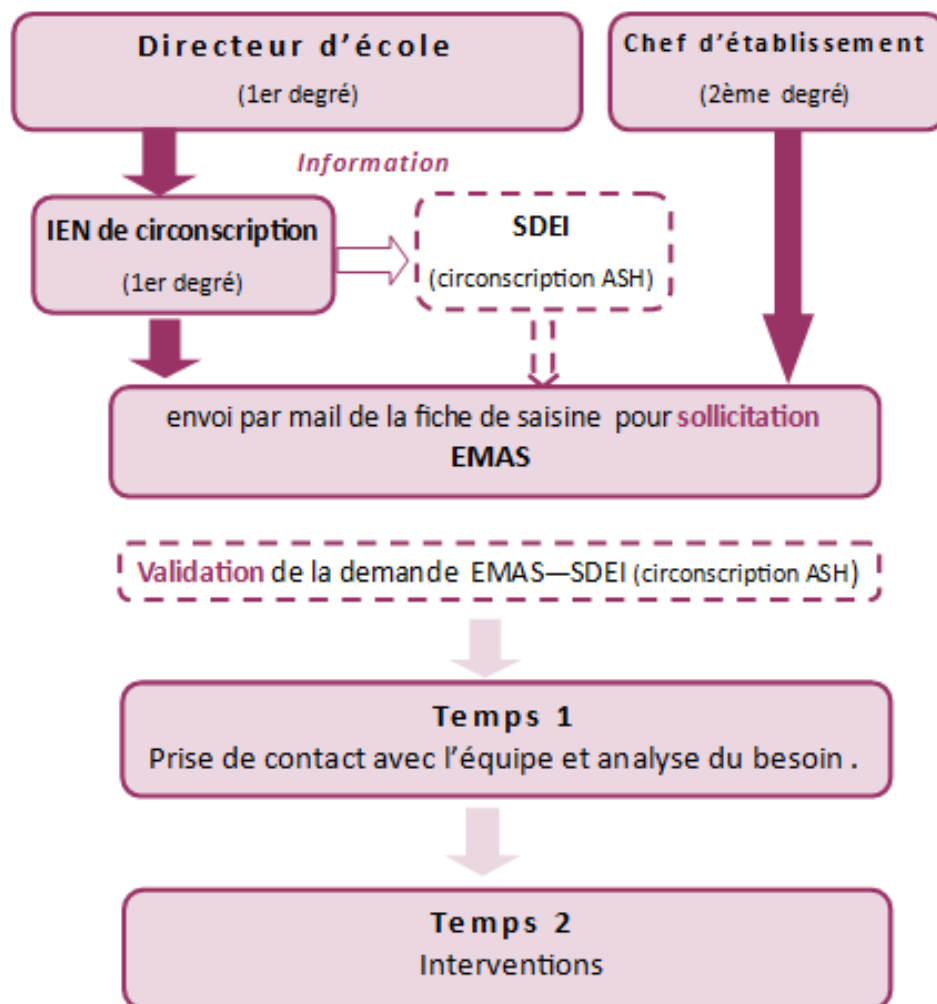 Directeur d'école
(1er degré)
Chef d'établissement
(2ème degré)
Information
IEN de circonscription
(1er degré)
SDEI
(circonscription ASH)
envoi par mail de la fiche de saisine pour sollicitation
EMAS
Validation de la demande EMAS—SDEI (circonscription ASH)
Temps 1
Prise de contact avec l'équipe et analyse du besoin .
Temps 2
Interventions